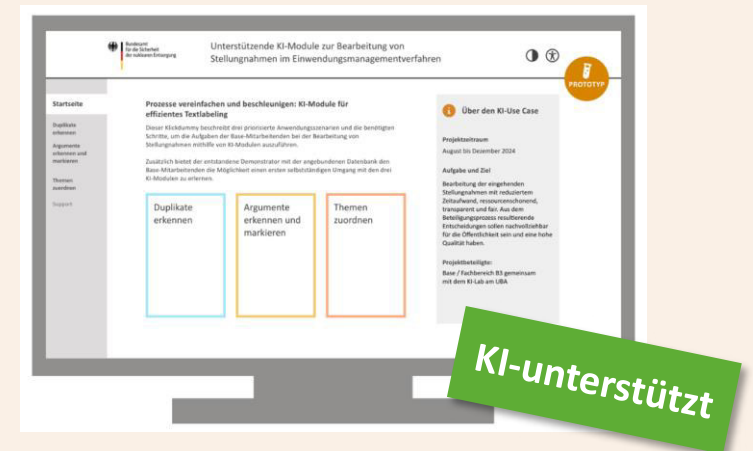 Bundesamt
für die Sicherheit
der nuklearen Entsorgung
Unterstützende KI-Module zur Bearbeitung von
Stellungnahmen im Einwendungsmanagementverfahren
PROTOTYP
Startseite
Duplikate
erkennen
Argumente
erkennen und
markieren
Themen
zuordnen
Support
Prozesse vereinfachen und beschleunigen: KI-Module für
effizientes Textlabeling
Dieser Klickdummy beschreibt drei priorisierte Anwendungsszenarien und die benötigten
Schritte, um die Aufgaben der Base-Mitarbeitenden bei der Bearbeitung von
Stellungnahmen mithilfe von KI-Modulen auszuführen.
Zusätzlich bietet der entstandene Demonstrator mit der angebundenen Datenbank den
Base-Mitarbeitenden die Möglichkeit einen ersten selbstständigen Umgang mit den drei
KI-Modulen zu erlernen.
Duplikate
erkennen
Argumente
erkennen und
markieren
Themen
zuordnen
Über den KI-Use Case
Projektzeitraum
August bis Dezember 2024
Aufgabe und Ziel
Bearbeitung der eingehenden
Stellungnahmen mit reduziertem
Zeitaufwand, ressourcenschonend,
transparent und fair. Aus dem
Beteiligungsprozess resultierende
Entscheidungen sollen nachvollziehbar
für die Öffentlichkeit sein und eine hohe
Qualität haben.
Projektbeteiligte:
Base / Fachbereich B3 gemeinsam
mit dem KI-Lab am UBA
KI-unterstützt